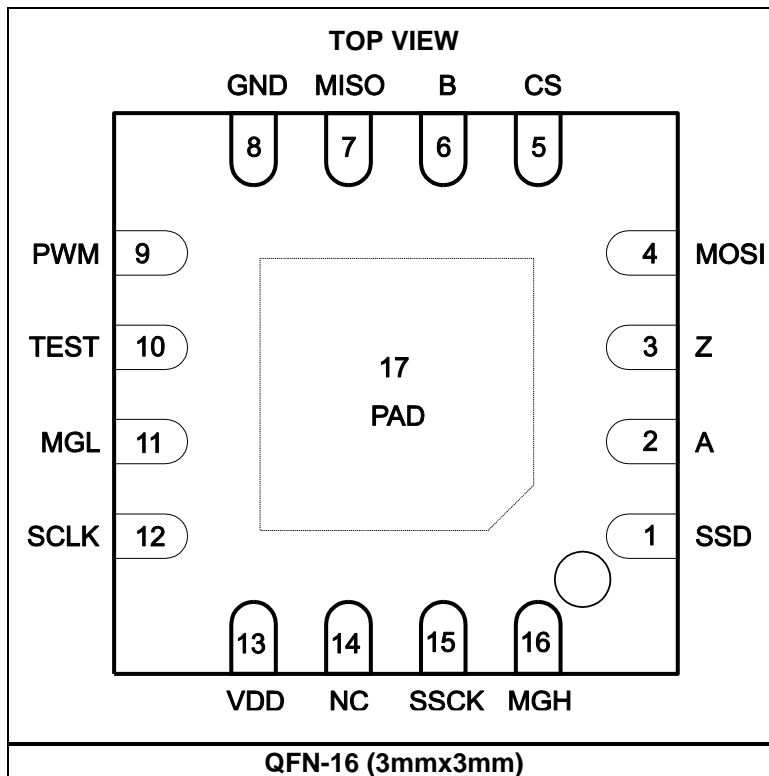 TOP VIEW
GND MISO B CS
8 7 6 5
PWM 9 4 MOSI
TEST 10 3 Z
17
PAD
MGL 11 2 A
SCLK 12 1 SSD
13 14 15 16
VDD NC SSCK MGH
QFN-16 (3mmx3mm)